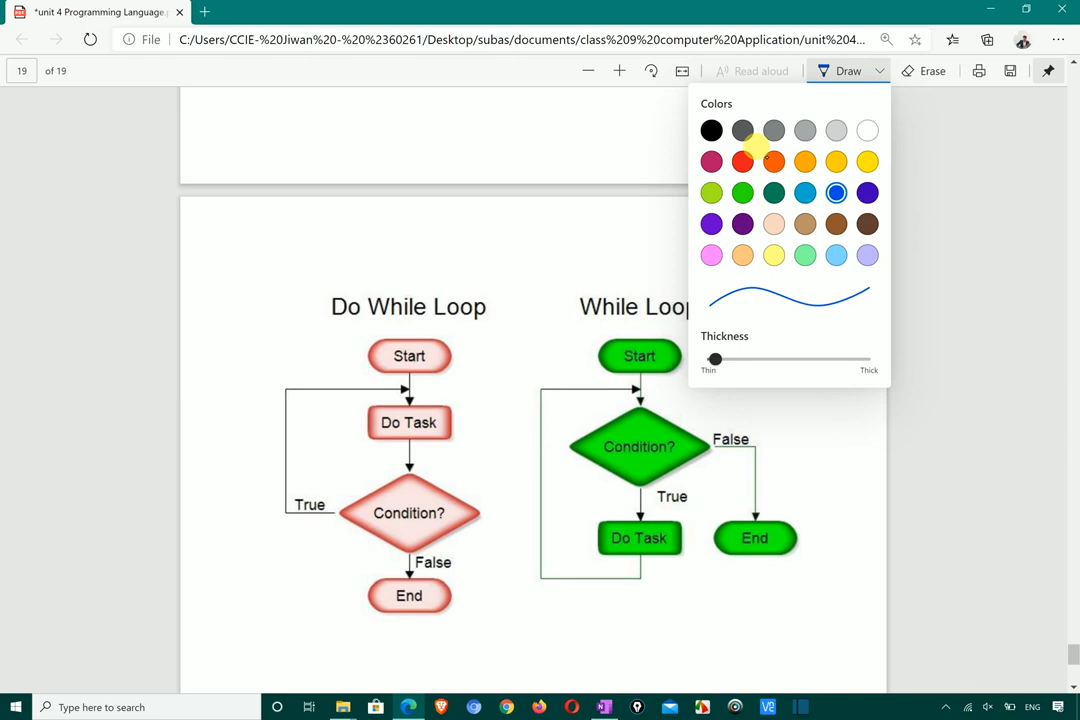 *unit 4 Programming Language.
File
C:/Users/CCIE-%20Jiwan%20-%20%2360261/Desktop/subas/documents/class%209%20computer%20Application/unit%204...
19 of 19
Read aloud
Draw
Erase
Colors
Thickness
Thin
Thick
Do While Loop
Start
Do Task
True
Condition?
False
End
While Loop
Start
Condition?
False
True
Do Task
End
Type here to search
ENG